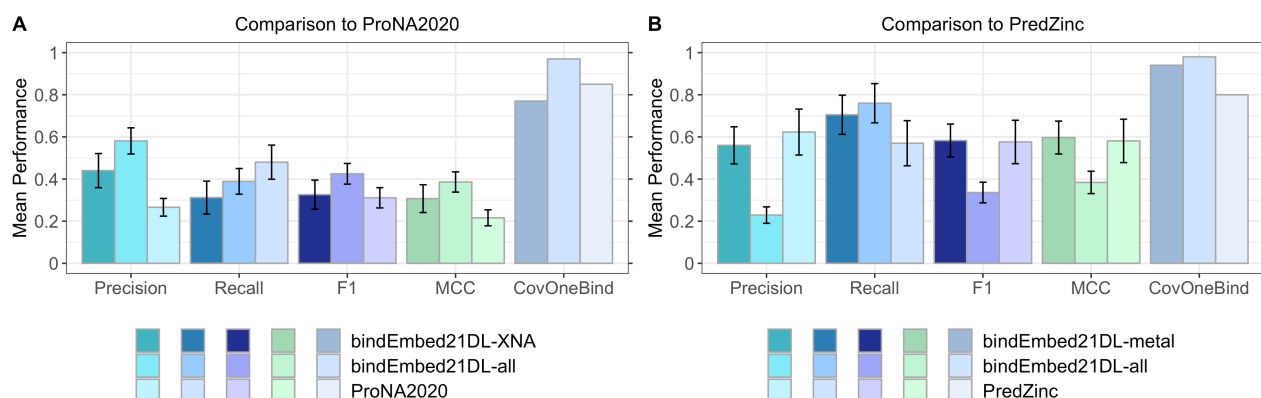 A
Comparison to ProNA2020
Mean Performance
1
0.8
0.6
0.4
0.2
0
Precision
Recall
F1
MCC
CovOneBind
bindEmbed21DL-XNA
bindEmbed21DL-all
ProNA2020
B
Comparison to PredZinc
Mean Performance
1
0.8
0.6
0.4
0.2
0
Precision
Recall
F1
MCC
CovOneBind
bindEmbed21DL-metal
bindEmbed21DL-all
PredZinc